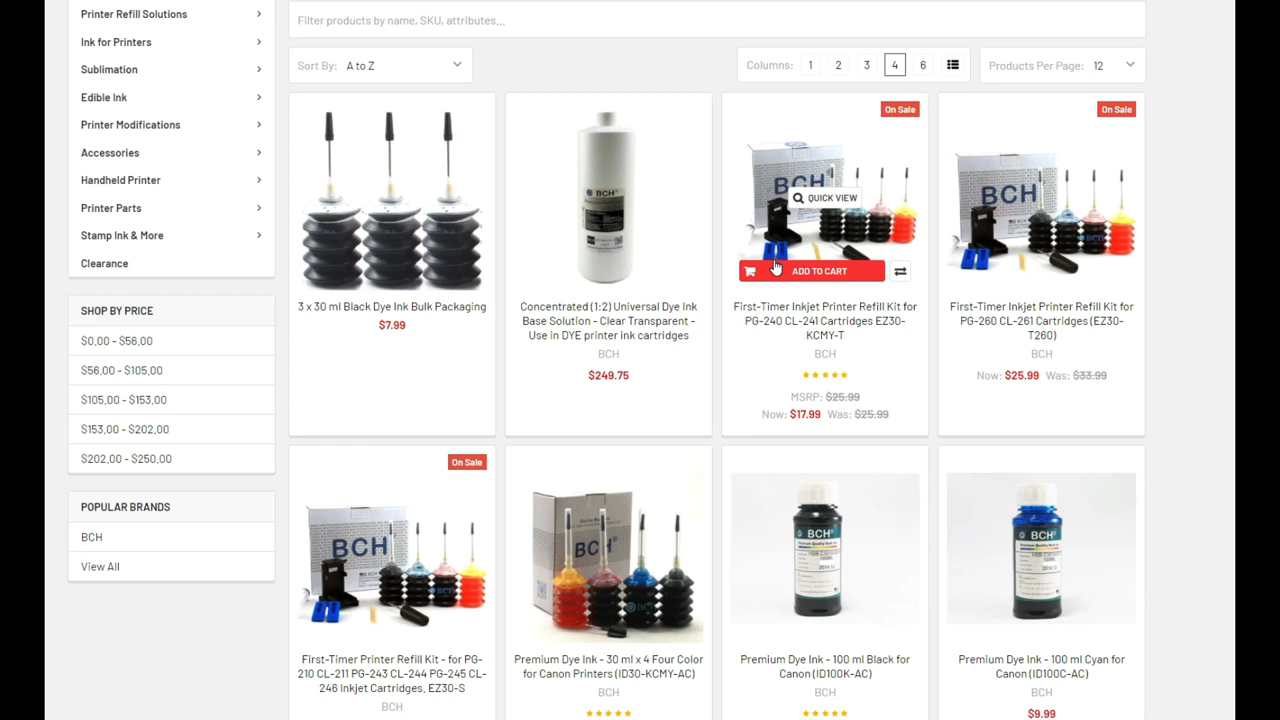 Printer Refill Solutions
Ink for Printers
Sublimation
Edible Ink
Printer Modifications
Accessories
Handheld Printer
Printer Parts
Stamp Ink & More
Clearance
SHOP BY PRICE
$0.00 - $56.00
$56.00 - $105.00
$105.00 - $153.00
$153.00 - $202.00
$202.00 - $250.00
POPULAR BRANDS
BCH
View All
Filter products by name, SKU, attributes...
Sort By: A to Z
Columns: 1 2 3 4 6
Products Per Page: 12
3 x 30 ml Black Dye Ink Bulk Packaging
$7.99
BCH
Concentrated (1:2) Universal Dye Ink
Base Solution - Clear Transparent -
Use in DYE printer ink cartridges
BCH
$249.75
On Sale
BCH
QUICK VIEW
ADD TO CART
First-Timer Inkjet Printer Refill Kit for
PG-240 CL-241 Cartridges EZ30-
KCMY-T
BCH
MSRP: $25.99
Now: $17.99 Was: $25.99
On Sale
BCH
BCH
First-Timer Inkjet Printer Refill Kit for
PG-260 CL-261 Cartridges (EZ30-
T260)
BCH
Now: $25.99 Was: $33.99
On Sale
BCH
BCH
First-Timer Printer Refill Kit - for PG-
210 CL-211 PG-243 CL-244 PG-245 CL-
246 Inkjet Cartridges, EZ30-S
BCH
BCH
BCH
Premium Dye Ink - 30 ml x 4 Four Color
for Canon Printers (ID30-KCMY-AC)
BCH
BCH
Premium Dye Ink - 100 ml Black for
Canon (ID100K-AC)
BCH
BCH
Premium Dye Ink - 100 ml Cyan for
Canon (ID100C-AC)
BCH
$9.99